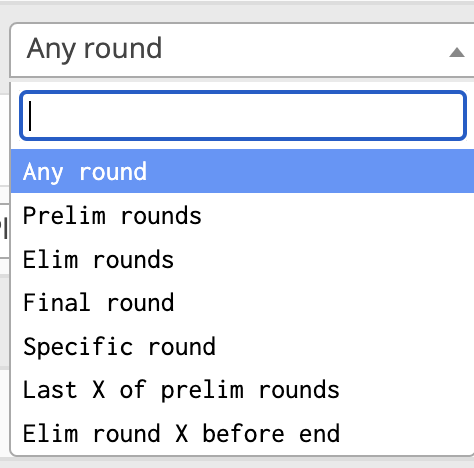 Any round
Any round
Prelim rounds
Elim rounds
Final round
Specific round
Last X of prelim rounds
Elim round X before end